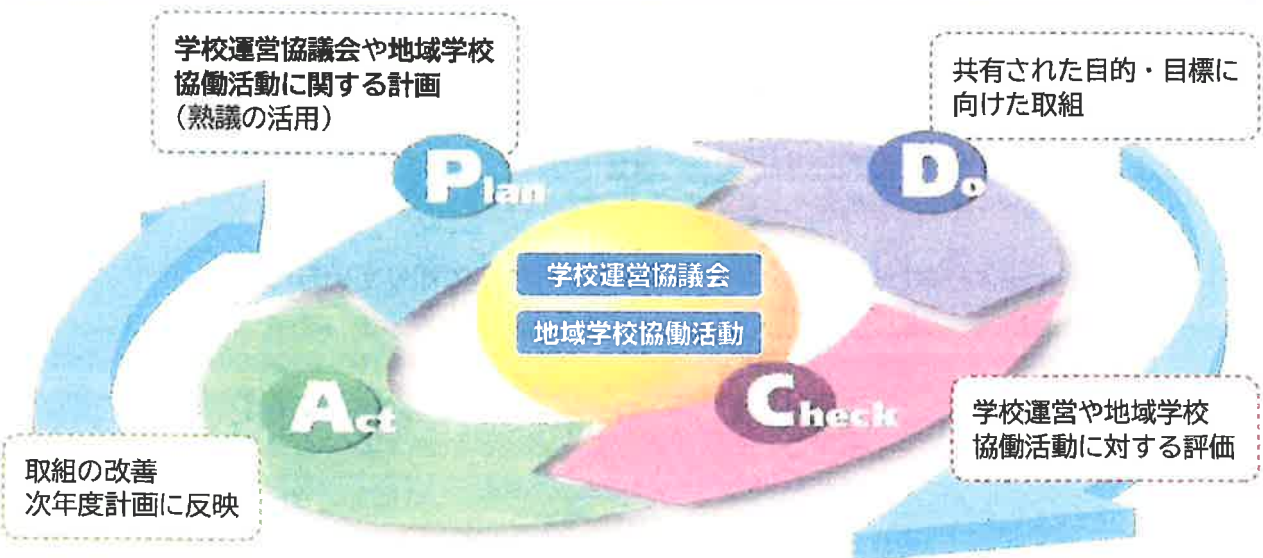 学校運営協議会や地域学校
協働活動に関する計画
（熟議の活用）
共有された目的・目標に
向けた取組
Plan
Do
学校運営協議会
地域学校協働活動
Act
Check
学校運営や地域学校
協働活動に対する評価
取組の改善
次年度計画に反映